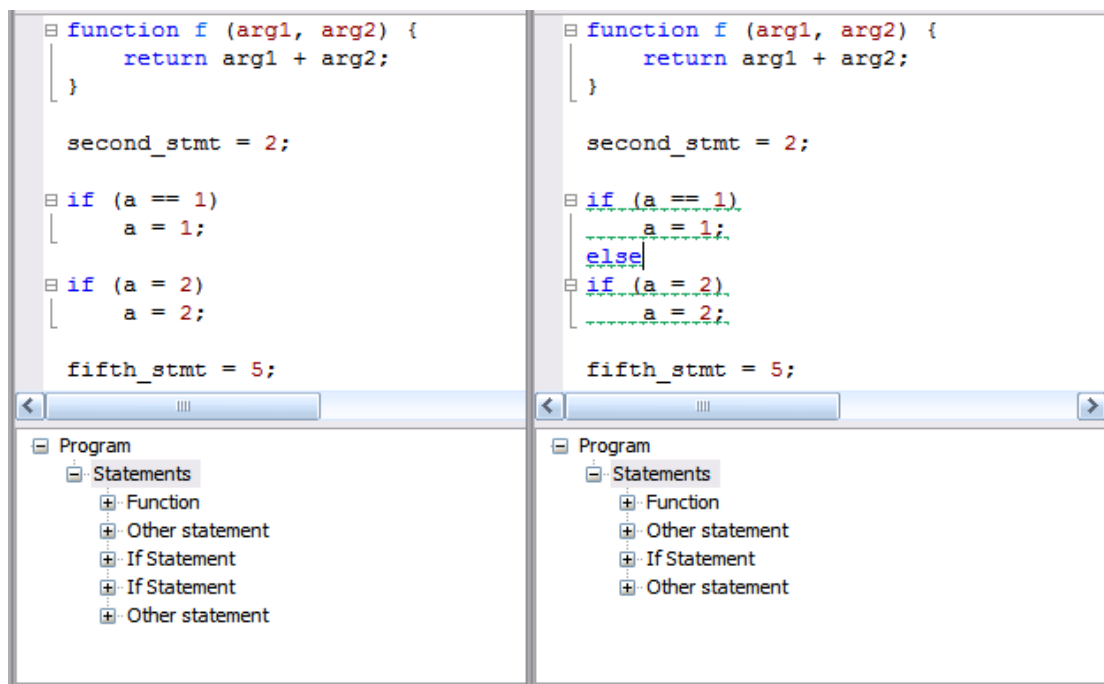 function f (arg1, arg2) {
    return arg1 + arg2;
}
second_stmt = 2;
if (a == 1)
    a = 1;
if (a = 2)
    a = 2;
fifth_stmt = 5;
Program
Statements
Function
Other statement
If Statement
If Statement
Other statement
function f (arg1, arg2) {
    return arg1 + arg2;
}
second_stmt = 2;
if (a == 1)
    a = 1;
else
if (a = 2)
    a = 2;
fifth_stmt = 5;
Program
Statements
Function
Other statement
If Statement
Other statement